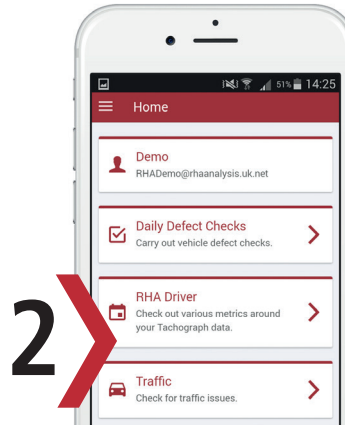 51% 14:25
Home
Demo
RHADemo@rhaanalysis.uk.net
Daily Defect Checks
Carry out vehicle defect checks.
2
RHA Driver
Check out various metrics around
your Tachograph data.
Traffic
Check for traffic issues.